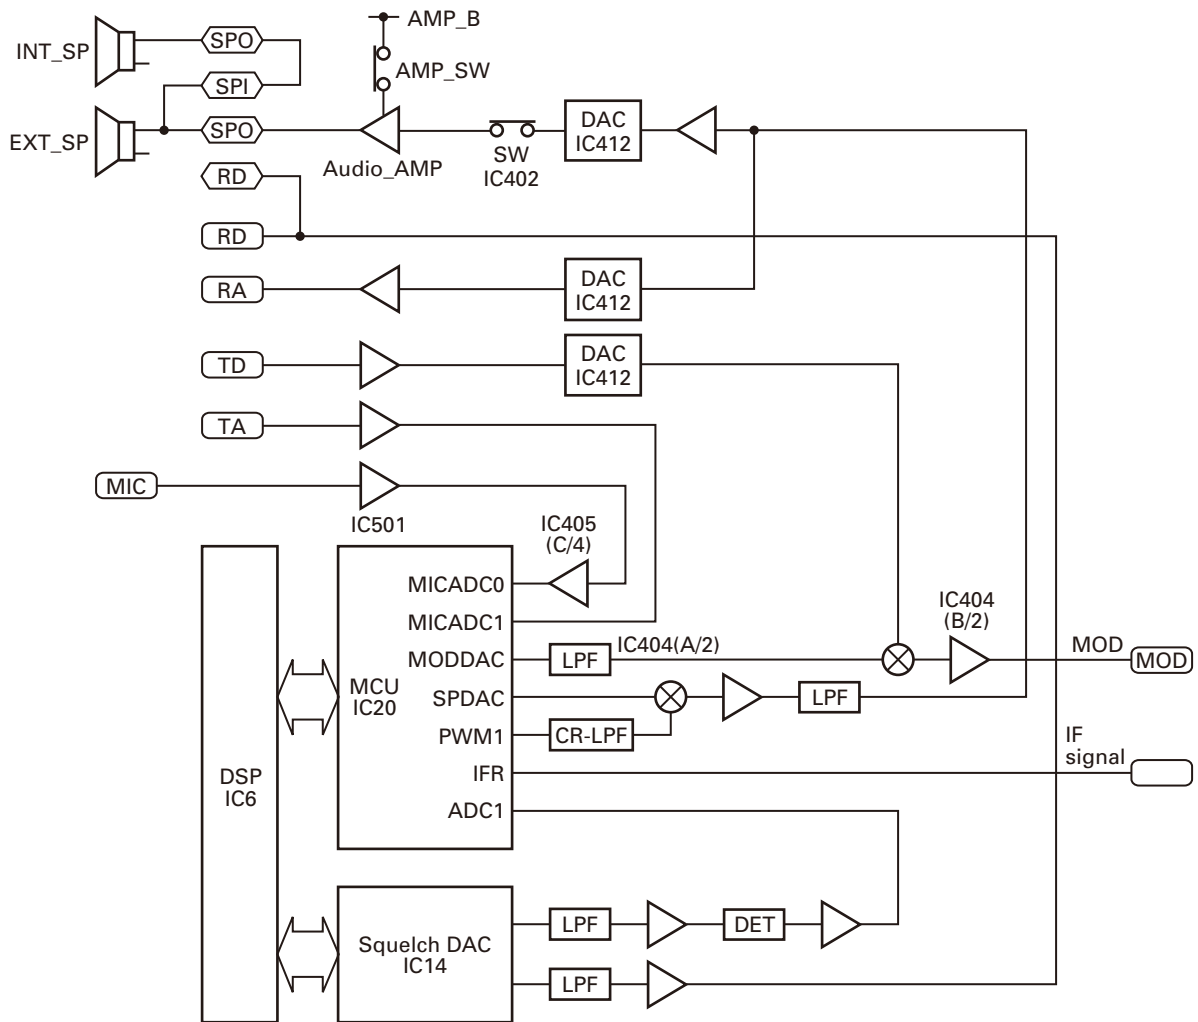 AMP_B
INT_SP
SPO
AMP_SW
SPI
DAC
IC412
EXT_SP
SPO
SW
IC402
Audio_AMP
RD
RD
RA
DAC
IC412
TD
DAC
IC412
TA
MIC
IC501
IC405
(C/4)
MICADC0
MICADC1
IC404
(B/2)
MODDAC
LPF
IC404(A/2)
MOD
MOD
MCU
IC20
SPDAC
LPF
PWM1
CR-LPF
IF
signal
IFR
DSP
IC6
ADC1
LPF
DET
Squelch DAC
IC14
LPF